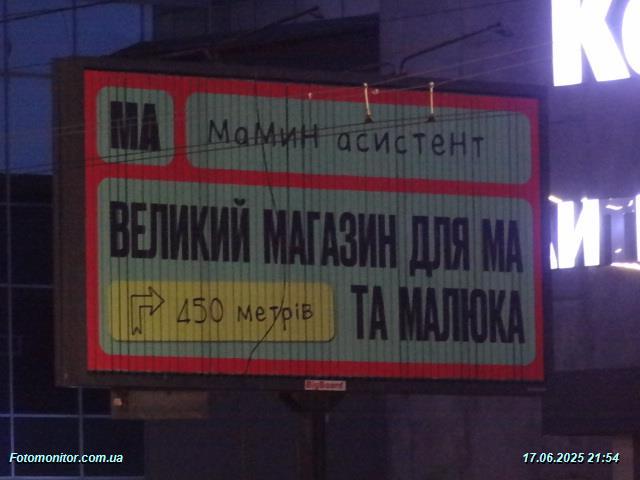 КО
МА
мамин асистент
ВЕЛИКИЙ МАГАЗИН ДЛЯ МА
450 метрів
ТА МАЛЮКА
BigBoard
Fotomonitor.com.ua
17.06.2025 21:54